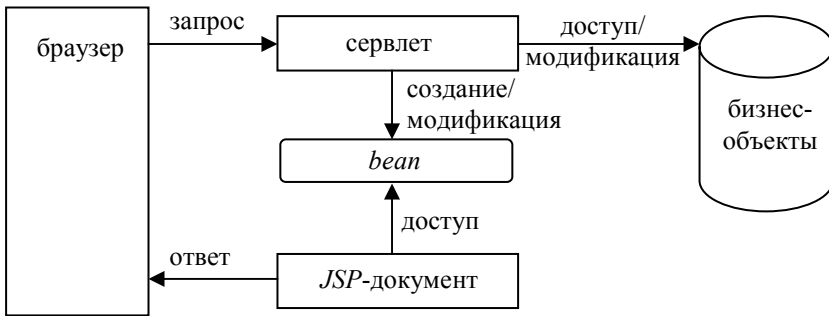 браузер
запрос
сервлет
доступ/
модификация
создание/
модификация
бизнес-
объекты
bean
доступ
ответ
JSP-документ